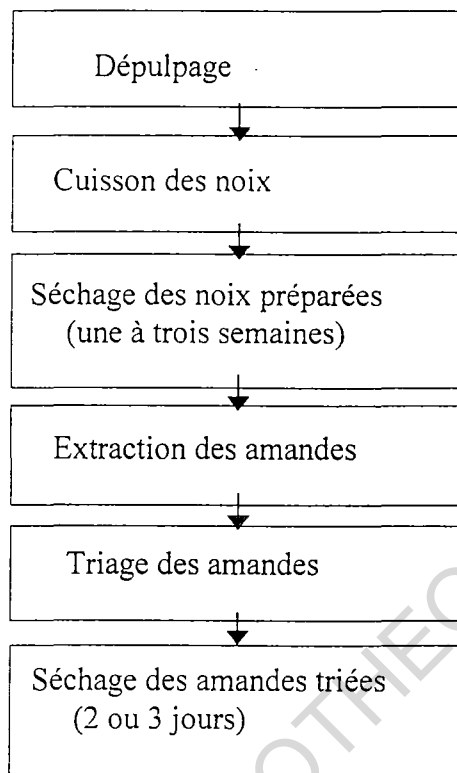 Dépulpage
Cuisson des noix
Séchage des noix préparées
(une à trois semaines)
Extraction des amandes
Triage des amandes
Séchage des amandes triées
(2 ou 3 jours)